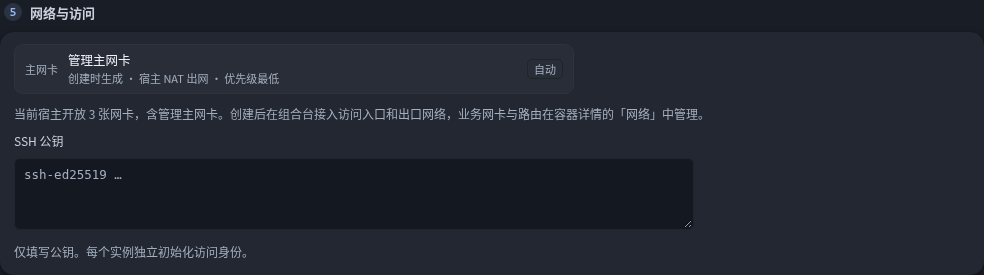 5 网络与访问
主网卡
管理主网卡
创建时生成 · 宿主 NAT 出网 · 优先级最低
自动
当前宿主开放 3 张网卡，含管理主网卡。创建后在组合台接入访问入口和出口网络，业务网卡与路由在容器详情的「网络」中管理。
SSH 公钥
ssh-ed25519 …
仅填写公钥。每个实例独立初始化访问身份。